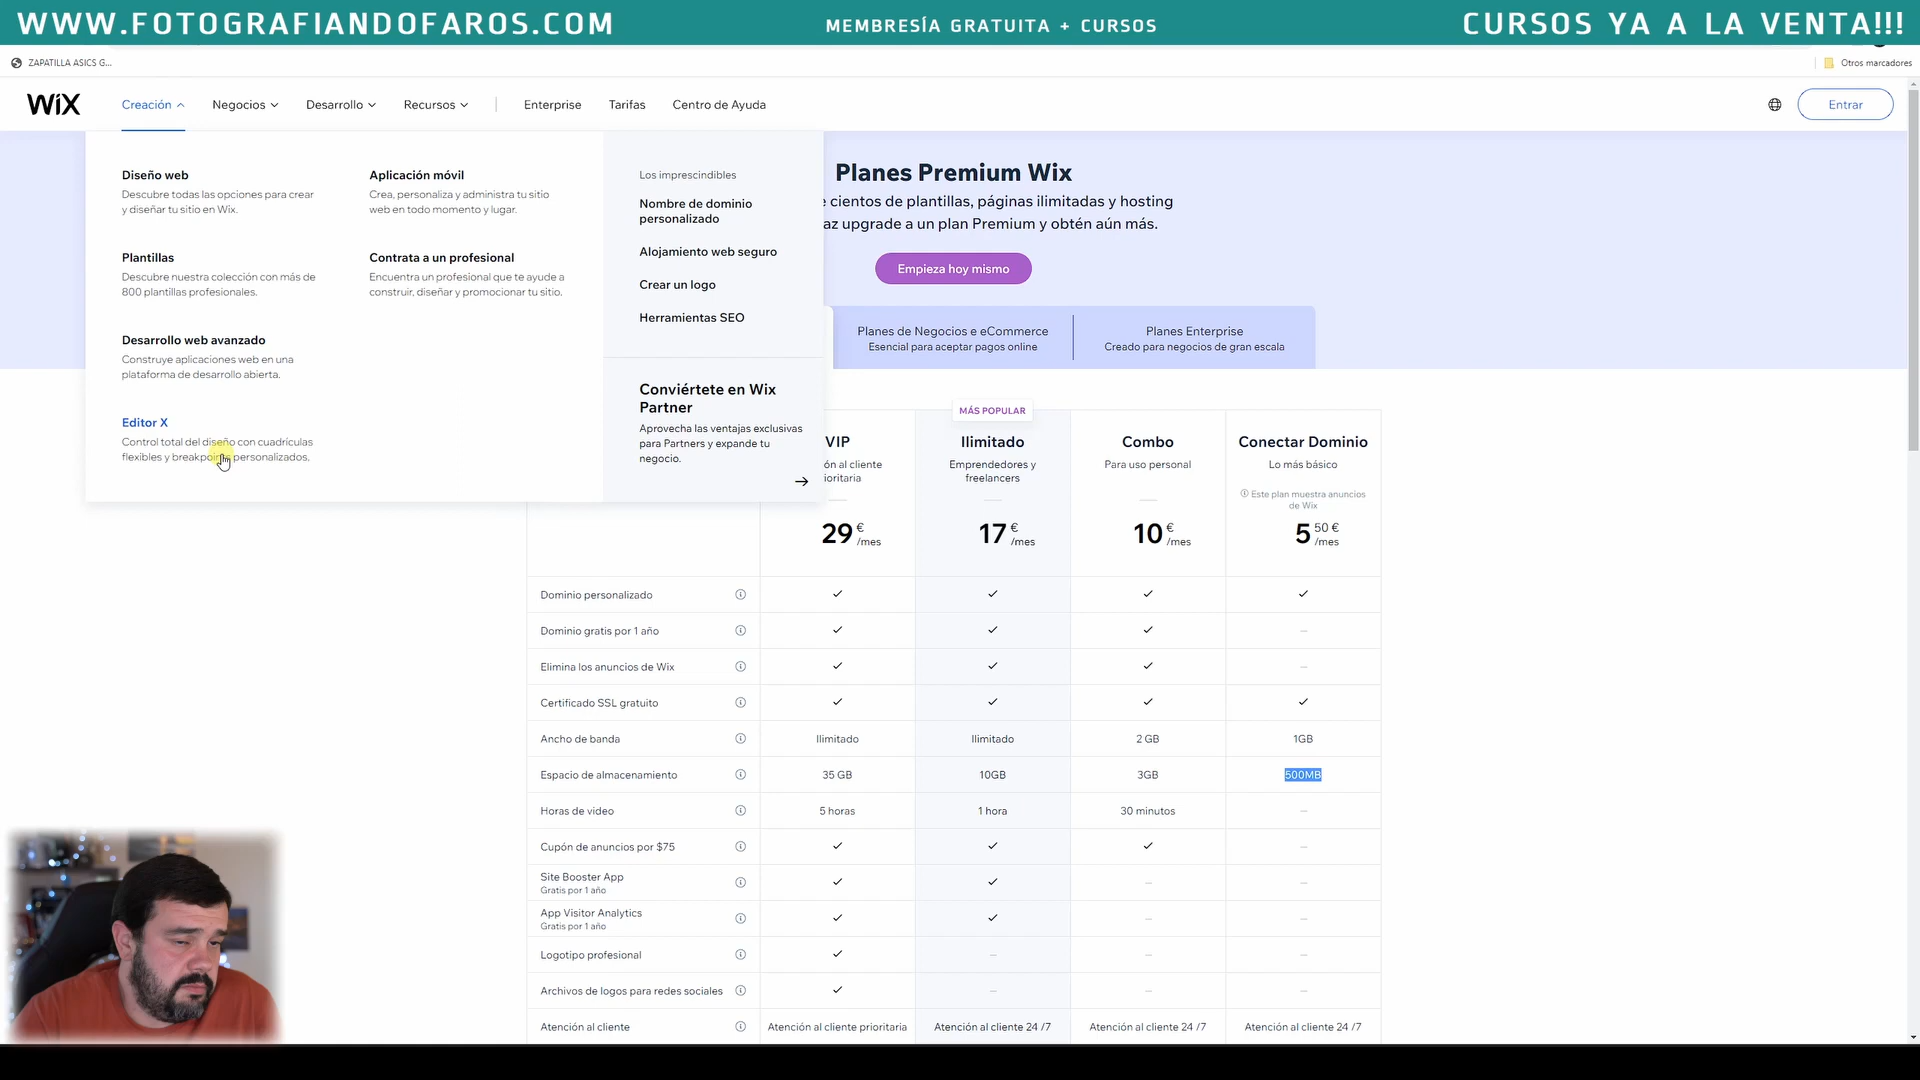 WWW.FOTOGRAFIANDOFAROS.COM
MEMBRESÍA GRATUITA + CURSOS
CURSOS YA A LA VENTA!!!
ZAPATILLA ASICS G...
Otros marcadores
WiX
Creación
Negocios
Desarrollo
Recursos
Enterprise
Tarifas
Centro de Ayuda
Entrar
Diseño web
Descubre todas las opciones para crear
y diseñar tu sitio en Wix.
Plantillas
Descubre nuestra colección con más de
800 plantillas profesionales.
Desarrollo web avanzado
Construye aplicaciones web en una
plataforma de desarrollo abierta.
Editor X
Control total del diseño con cuadrículas
flexibles y breakpoints personalizados.
Aplicación móvil
Crea, personaliza y administra tu sitio
web en todo momento y lugar.
Contrata a un profesional
Encuentra un profesional que te ayude a
construir, diseñar y promocionar tu sitio.
Los imprescindibles
Nombre de dominio
personalizado
Alojamiento web seguro
Crear un logo
Herramientas SEO
Conviértete en Wix
Partner
Aprovecha las ventajas exclusivas
para Partners y expande tu
negocio.
Planes Premium Wix
cientos de plantillas, páginas ilimitadas y hosting
az upgrade a un plan Premium y obtén aún más.
Empieza hoy mismo
Planes de Negocios e eCommerce
Esencial para aceptar pagos online
Planes Enterprise
Creado para negocios de gran escala
MÁS POPULAR
VIP
ón al cliente
oritaria
29 € /mes
Ilimitado
Emprendedores y
freelancers
17 € /mes
Combo
Para uso personal
10 € /mes
Conectar Dominio
Lo más básico
Este plan muestra anuncios
de Wix
5 50 € /mes
Dominio personalizado
Dominio gratis por 1 año
Elimina los anuncios de Wix
Certificado SSL gratuito
Ancho de banda Ilimitado Ilimitado 2 GB 1GB
Espacio de almacenamiento 35 GB 10GB 3GB 500MB
Horas de video 5 horas 1 hora 30 minutos
Cupón de anuncios por $75
Site Booster App
Gratis por 1 año
App Visitor Analytics
Gratis por 1 año
Logotipo profesional
Archivos de logos para redes sociales
Atención al cliente Atención al cliente prioritaria Atención al cliente 24 /7 Atención al cliente 24 /7 Atención al cliente 24 /7